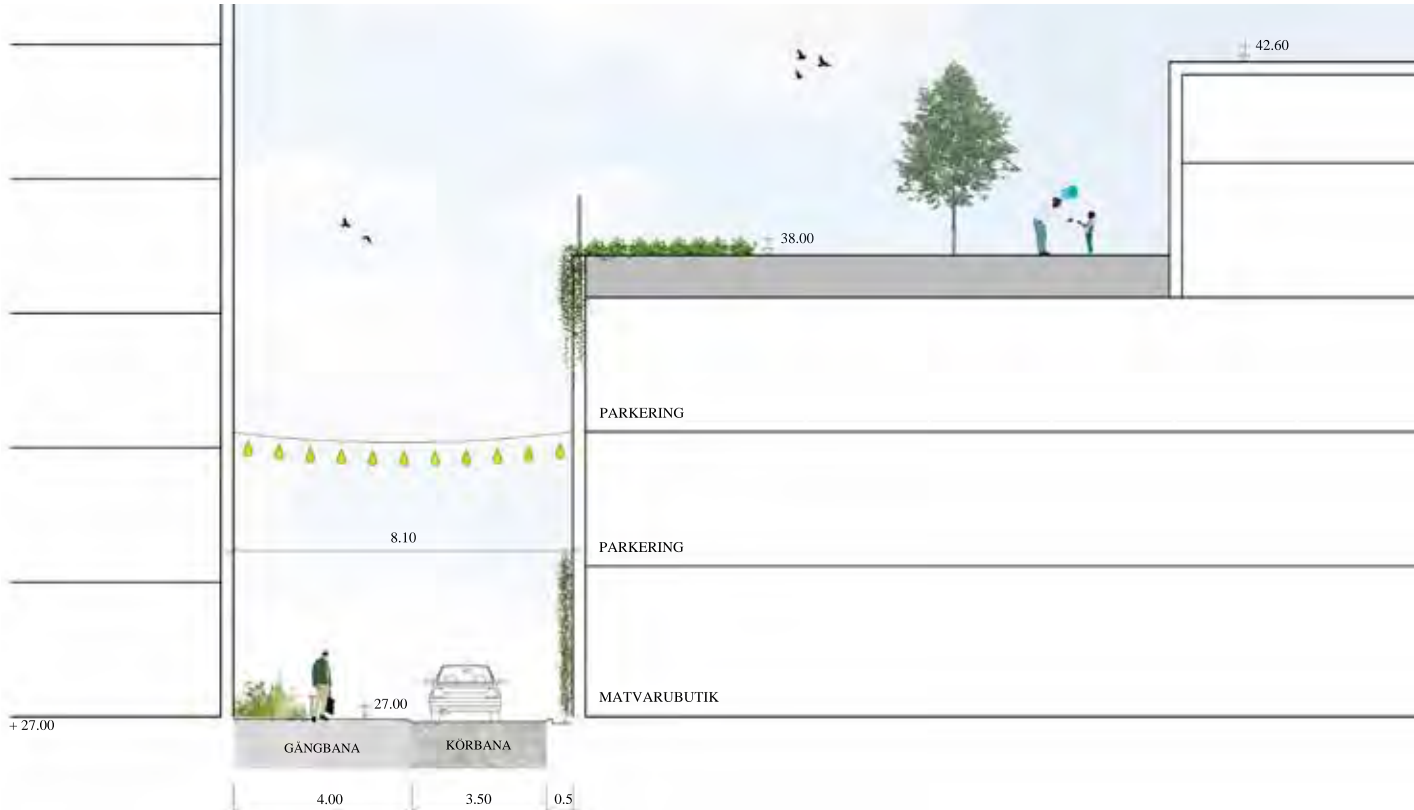 42.60
38.00
PARKERING
8.10
PARKERING
MATVARUBUTIK
27.00
+ 27.00
GÅNGBANA
KÖRBANA
4.00
3.50
0.5